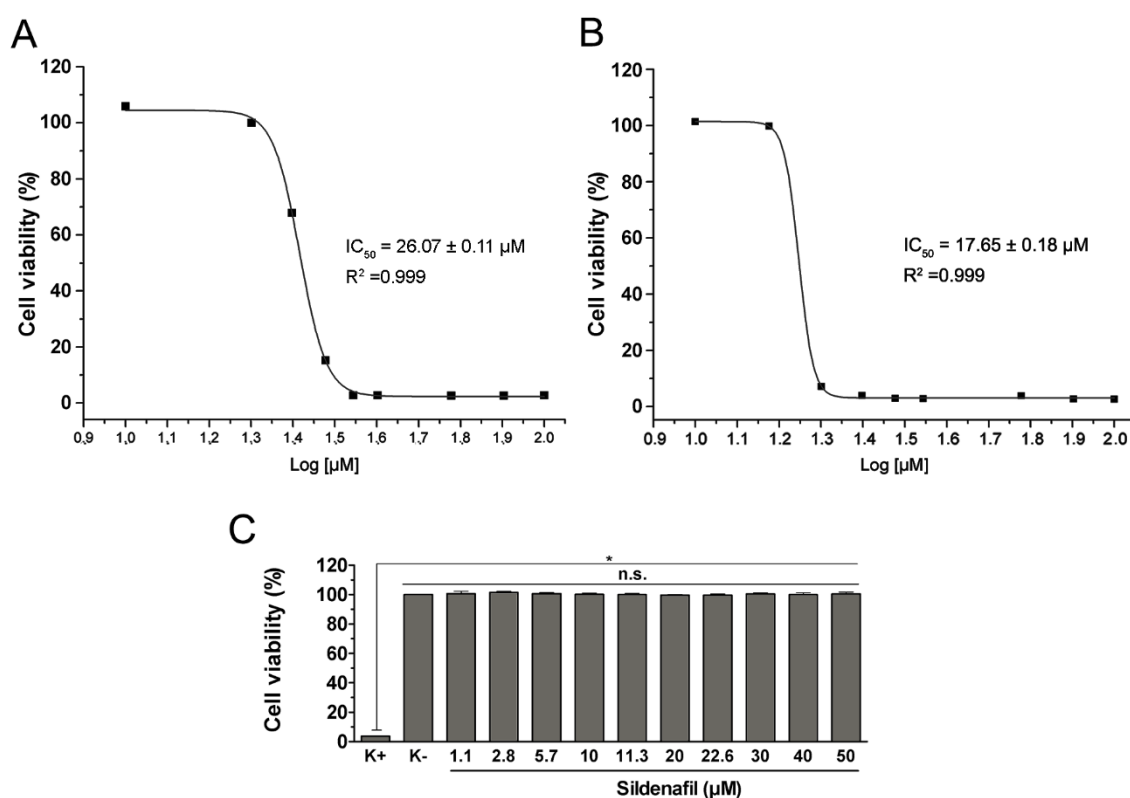 A
Cell viability (%)
120
100
80
60
40
20
0
0,9 1,0 1,1 1,2 1,3 1,4 1,5 1,6 1,7 1,8 1,9 2,0
Log [µM]
IC50 = 26.07 ± 0.11 µM
R2 =0.999
B
Cell viability (%)
120
100
80
60
40
20
0
0.9 1.0 1.1 1.2 1.3 1.4 1.5 1.6 1.7 1.8 1.9 2.0
Log [µM]
IC50 = 17.65 ± 0.18 µM
R2 =0.999
C
Cell viability (%)
120
100
80
60
40
20
0
*
n.s.
K+ K- 1.1 2.8 5.7 10 11.3 20 22.6 30 40 50
Sildenafil (µM)